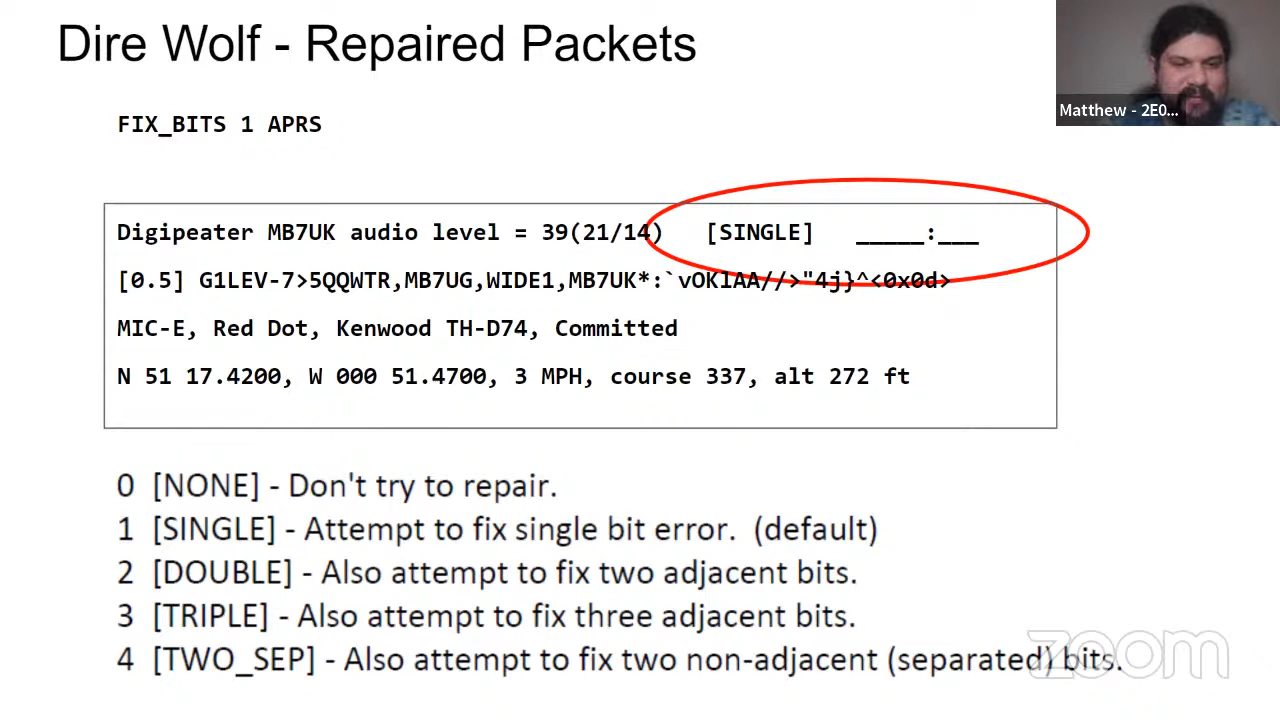 Dire Wolf - Repaired Packets
Matthew - 2E0...
FIX_BITS 1 APRS
Digipeater MB7UK audio level = 39(21/14) [SINGLE] _____:___
[0.5] G1LEV-7>5QQWTR,MB7UG,WIDE1,MB7UK*:`vOKlAA//>"4j}^<0x0d>
MIC-E, Red Dot, Kenwood TH-D74, Committed
N 51 17.4200, W 000 51.4700, 3 MPH, course 337, alt 272 ft
0 [NONE] - Don't try to repair.
1 [SINGLE] - Attempt to fix single bit error. (default)
2 [DOUBLE] - Also attempt to fix two adjacent bits.
3 [TRIPLE] - Also attempt to fix three adjacent bits.
4 [TWO_SEP] - Also attempt to fix two non-adjacent (separated) bits.
zoom